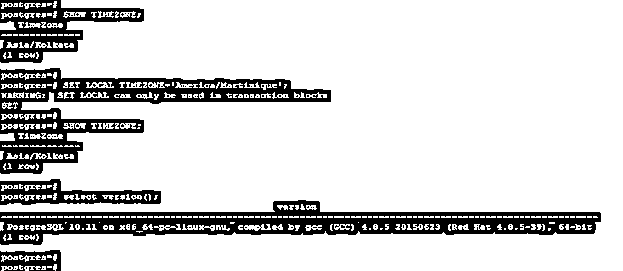 postgres=#
postgres=# SHOW TIMEZONE;
TimeZone
--------------
Asia/Kolkata
(1 row)
postgres=#
postgres=# SET LOCAL TIMEZONE='America/Martinique';
WARNING:  SET LOCAL can only be used in transaction blocks
SET
postgres=#
postgres=# SHOW TIMEZONE;
TimeZone
--------------
Asia/Kolkata
(1 row)
postgres=#
postgres=# select version();
version
---------------------------------------------------------------------------------------------------------
PostgreSQL 10.11 on x86_64-pc-linux-gnu, compiled by gcc (GCC) 4.8.5 20150623 (Red Hat 4.8.5-39), 64-bit
(1 row)
postgres=#
postgres=#